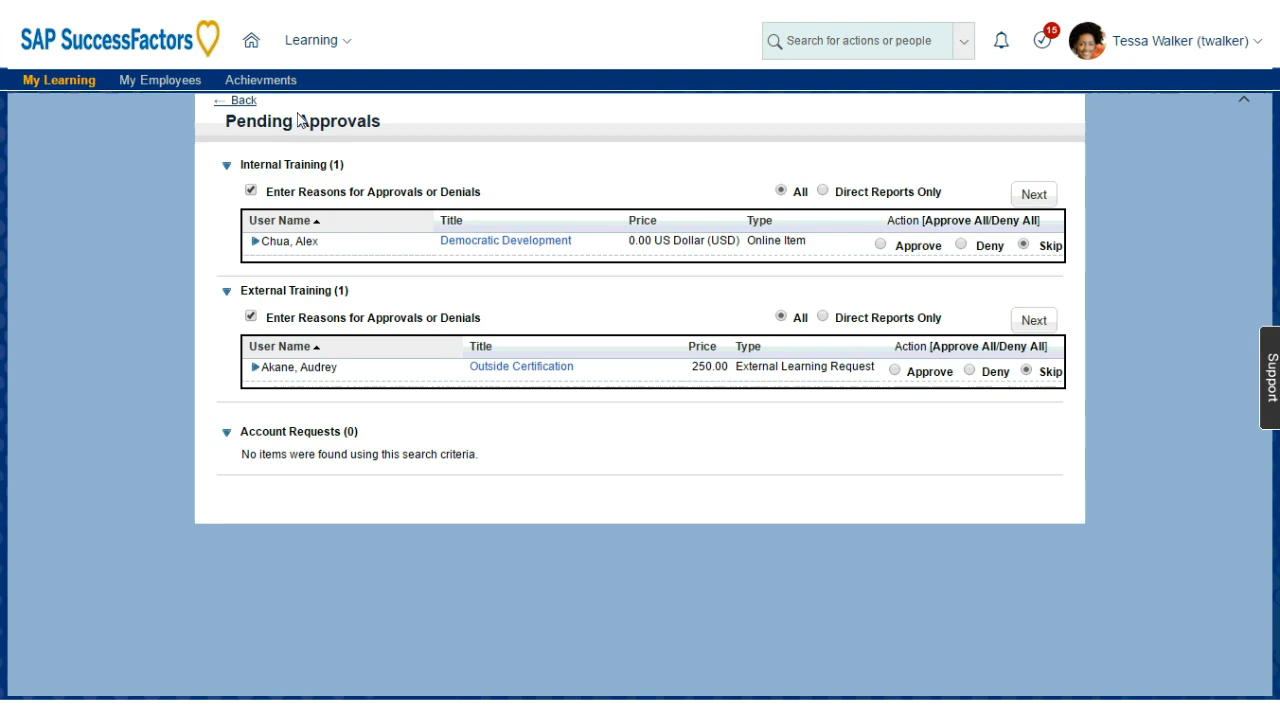 SAP SuccessFactors
Learning
Search for actions or people
15
Tessa Walker (twalker)
My Learning My Employees Achievments
← Back
Pending Approvals
Internal Training (1)
Enter Reasons for Approvals or Denials All Direct Reports Only Next
User Name Title Price Type Action [Approve All/Deny All]
Chua, Alex Democratic Development 0.00 US Dollar (USD) Online Item Approve Deny Skip
External Training (1)
Enter Reasons for Approvals or Denials All Direct Reports Only Next
User Name Title Price Type Action [Approve All/Deny All]
Akane, Audrey Outside Certification 250.00 External Learning Request Approve Deny Skip
Account Requests (0)
No items were found using this search criteria.
Support